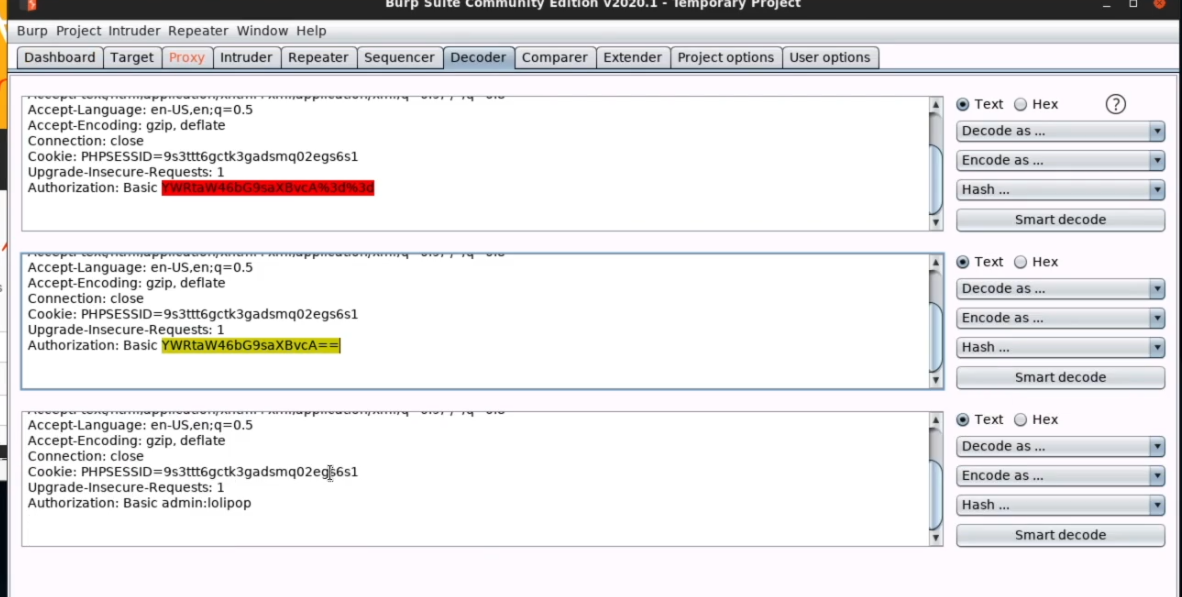 Burp Suite Community Edition v2020.1 - Temporary Project
Burp Project Intruder Repeater Window Help
Dashboard Target Proxy Intruder Repeater Sequencer Decoder Comparer Extender Project options User options
Accept-Language: en-US,en;q=0.5
Accept-Encoding: gzip, deflate
Connection: close
Cookie: PHPSESSID=9s3ttt6gctk3gadsmq02egs6s1
Upgrade-Insecure-Requests: 1
Authorization: Basic YWRtaW46bG9saXBvcA%3d%3d
Text Hex ?
Decode as ...
Encode as ...
Hash ...
Smart decode
Accept-Language: en-US,en;q=0.5
Accept-Encoding: gzip, deflate
Connection: close
Cookie: PHPSESSID=9s3ttt6gctk3gadsmq02egs6s1
Upgrade-Insecure-Requests: 1
Authorization: Basic YWRtaW46bG9saXBvcA==
Text Hex
Decode as ...
Encode as ...
Hash ...
Smart decode
Accept-Language: en-US,en;q=0.5
Accept-Encoding: gzip, deflate
Connection: close
Cookie: PHPSESSID=9s3ttt6gctk3gadsmq02egs6s1
Upgrade-Insecure-Requests: 1
Authorization: Basic admin:lolipop
Text Hex
Decode as ...
Encode as ...
Hash ...
Smart decode